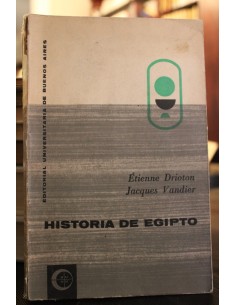 EDITORIAL UNIVERSITARIA DE BUENOS AIRES
Étienne Drioton
Jacques Vandier
HISTORIA DE EGIPTO